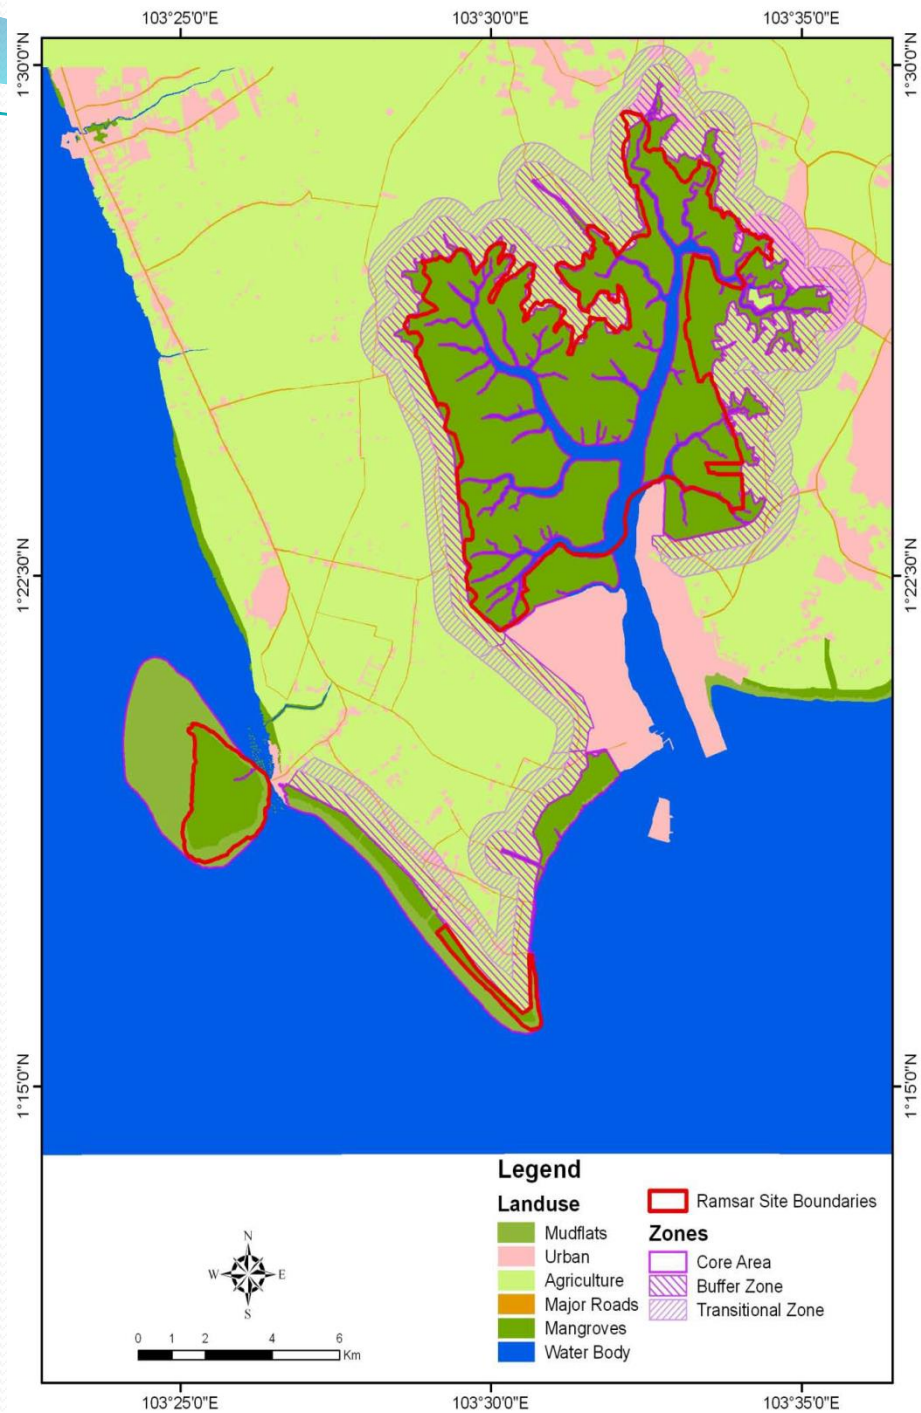 103°25'0"E 103°30'0"E 103°35'0"E
1°30'0"N 1°30'0"N
1°22'30"N 1°22'30"N
1°15'0"N 1°15'0"N
Legend
Landuse
Mudflats
Urban
Agriculture
Major Roads
Mangroves
Water Body
Ramsar Site Boundaries
Zones
Core Area
Buffer Zone
Transitional Zone
N
W E
S
0 1 2 4 6
Km
103°25'0"E 103°30'0"E 103°35'0"E